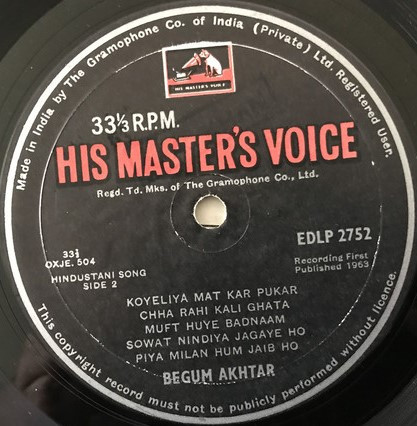 Made in India by The Gramophone Co. of India (Private) Ltd. Registered User.
HIS MASTER'S VOICE
33⅓ R.P.M.
HIS MASTER'S VOICE
Regd. Td. Mks. of The Gramophone Co., Ltd.
33⅓
OXJE. 504
EDLP 2752
HINDUSTANI SONG
SIDE 2
Recording First
Published 1963
KOYELIYA MAT KAR PUKAR
CHHA RAHI KALI GHATA
MUFT HUYE BADNAAM
SOWAT NINDIYA JAGAYE HO
PIYA MILAN HUM JAIB HO
BEGUM AKHTAR
This copyright record must not be publicly performed without licence.